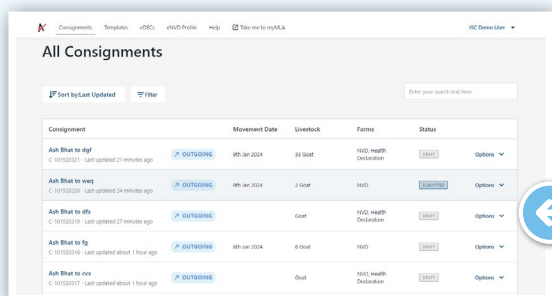 Consignments Templates eDECs eNVD Profile Help Take me to myMLA ISC Demo User
All Consignments
Sort by:Last Updated Filter Enter your search text here
Consignment Movement Date Livestock Forms Status
Ash Bhat to dgf
C-101520321 · Last updated 21 minutes ago
OUTGOING 9th Jan 2024 33 Goat NVD, Health Declaration DRAFT Options
Ash Bhat to weq
C-101520320 · Last updated 24 minutes ago
OUTGOING 9th Jan 2024 2 Goat NVD SUBMITTED Options
Ash Bhat to dfs
C-101520319 · Last updated 27 minutes ago
OUTGOING Goat NVD, Health Declaration DRAFT Options
Ash Bhat to fg
C-101520316 · Last updated about 1 hour ago
OUTGOING 8th Jan 2024 6 Goat NVD DRAFT Options
Ash Bhat to cvx
C-101520317 · Last updated about 1 hour ago
OUTGOING Goat NVD, Health Declaration DRAFT Options